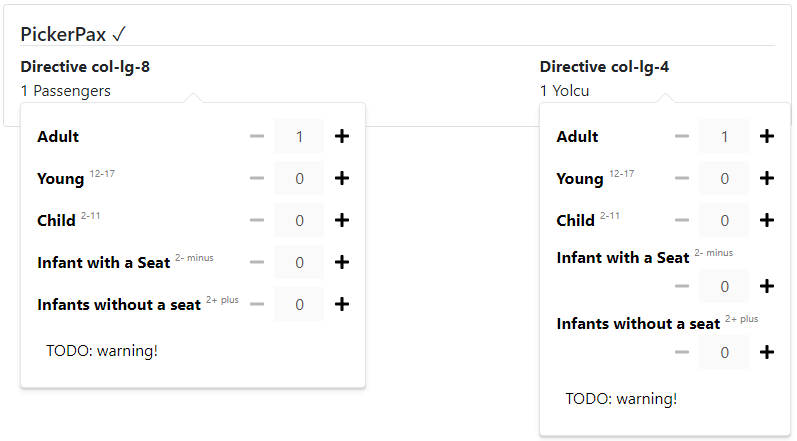 PickerPax ✓
Directive col-lg-8
1 Passengers
Adult 1
Young 12-17 0
Child 2-11 0
Infant with a Seat 2- minus 0
Infants without a seat 2+ plus 0
TODO: warning!
Directive col-lg-4
1 Yolcu
Adult 1
Young 12-17 0
Child 2-11 0
Infant with a Seat 2- minus
0
Infants without a seat 2+ plus
0
TODO: warning!